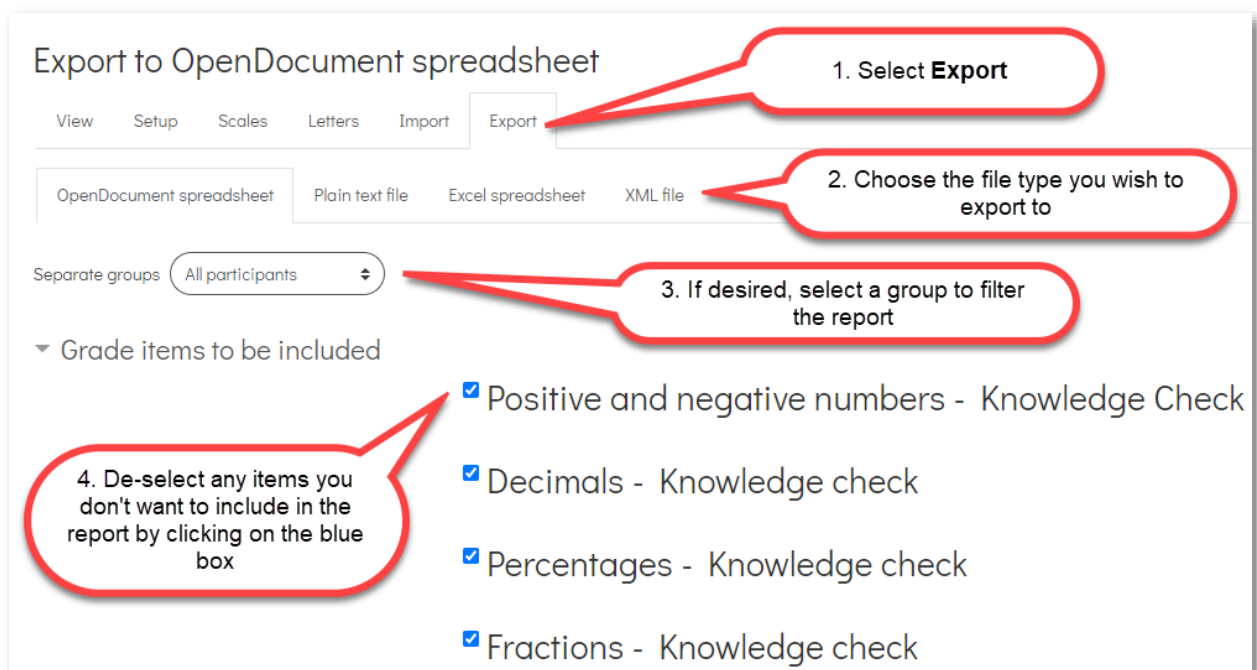 Export to OpenDocument spreadsheet
1. Select Export
View Setup Scales Letters Import Export
OpenDocument spreadsheet Plain text file Excel spreadsheet XML file
2. Choose the file type you wish to
export to
Separate groups All participants
3. If desired, select a group to filter
the report
Grade items to be included
Positive and negative numbers - Knowledge Check
4. De-select any items you
don't want to include in the
report by clicking on the blue
box
Decimals - Knowledge check
Percentages - Knowledge check
Fractions - Knowledge check